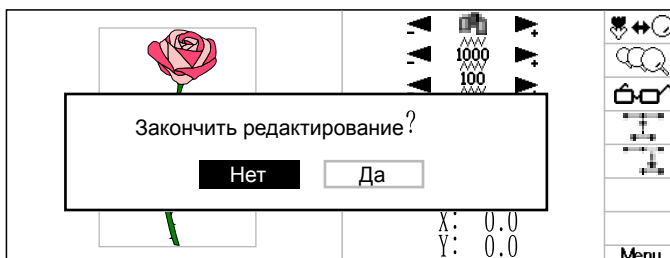 1000
100
Закончить редактирование?
Нет Да
X: 0.0
Y: 0.0
Menu